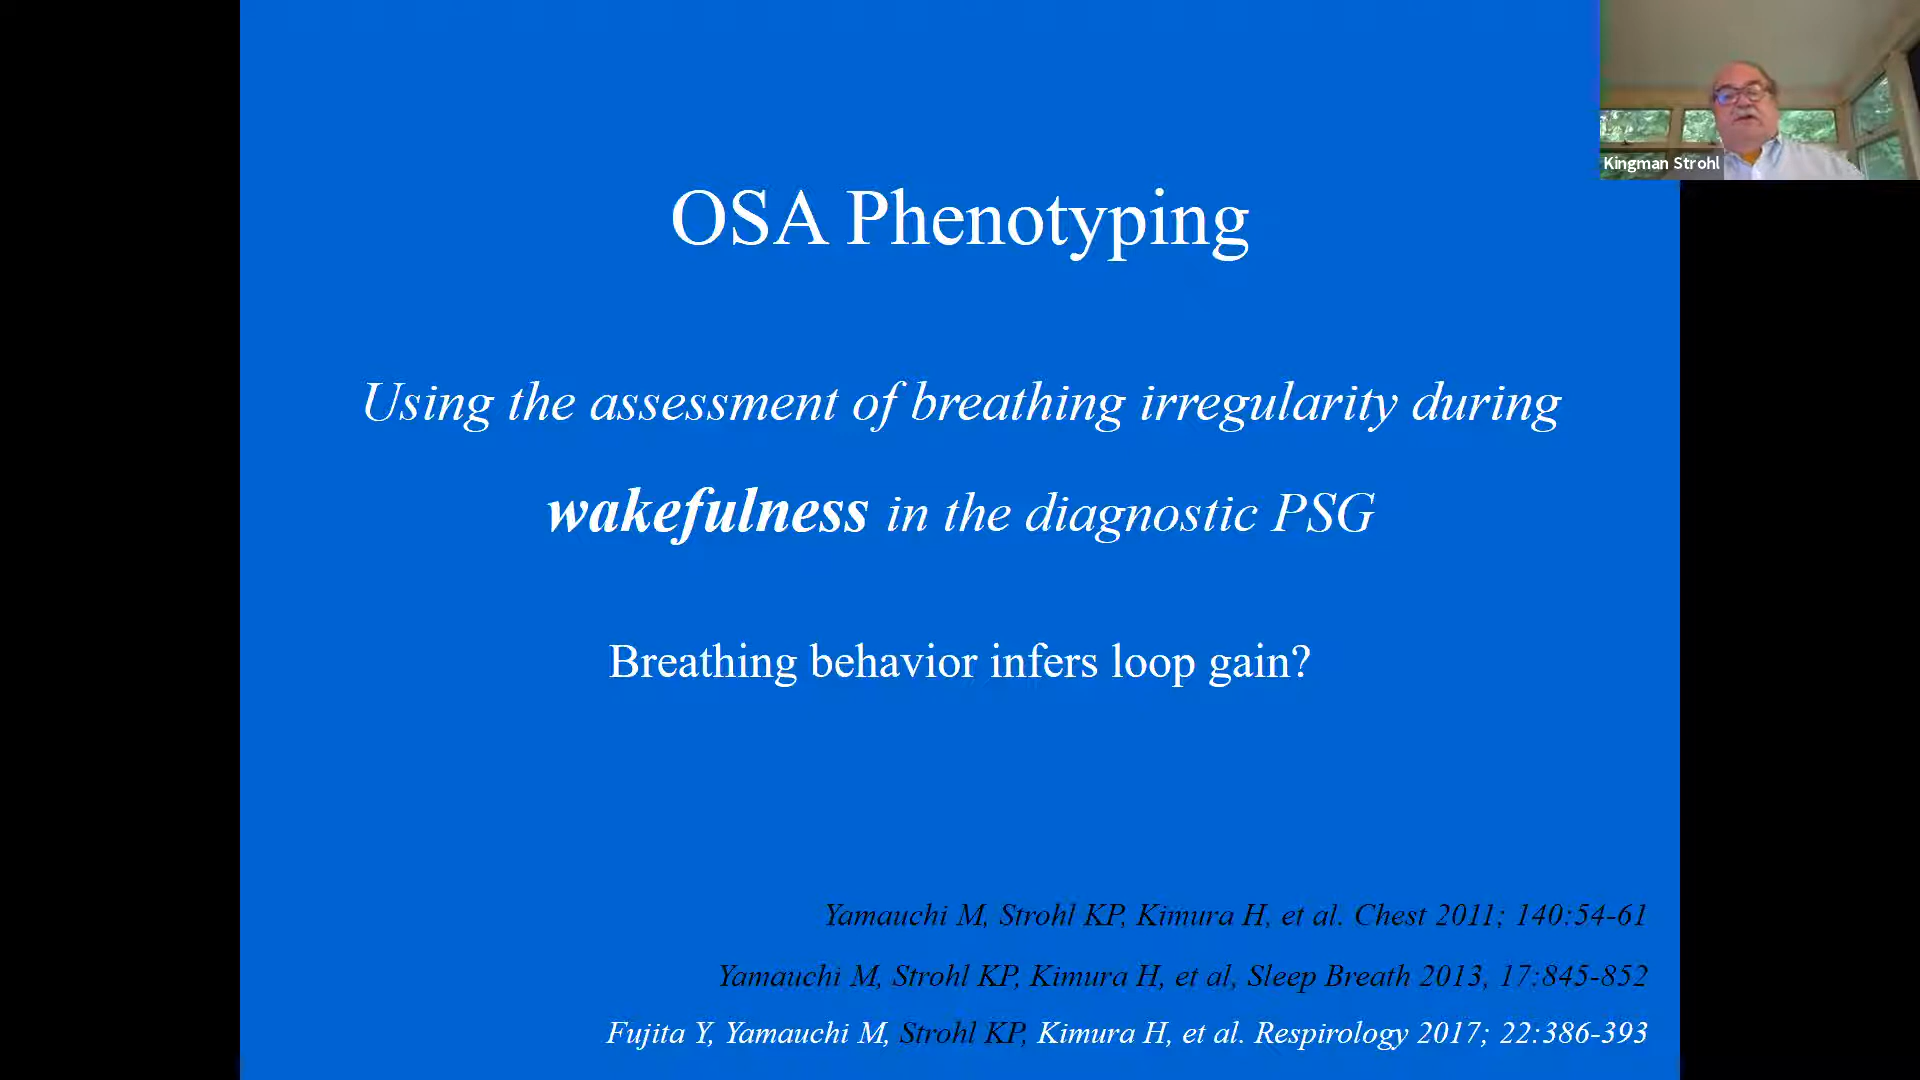 Kingman Strohl
OSA Phenotyping
Using the assessment of breathing irregularity during
wakefulness in the diagnostic PSG
Breathing behavior infers loop gain?
Yamauchi M, Strohl KP, Kimura H, et al. Chest 2011; 140:54-61
Yamauchi M, Strohl KP, Kimura H, et al, Sleep Breath 2013, 17:845-852
Fujita Y, Yamauchi M, Strohl KP, Kimura H, et al. Respirology 2017; 22:386-393